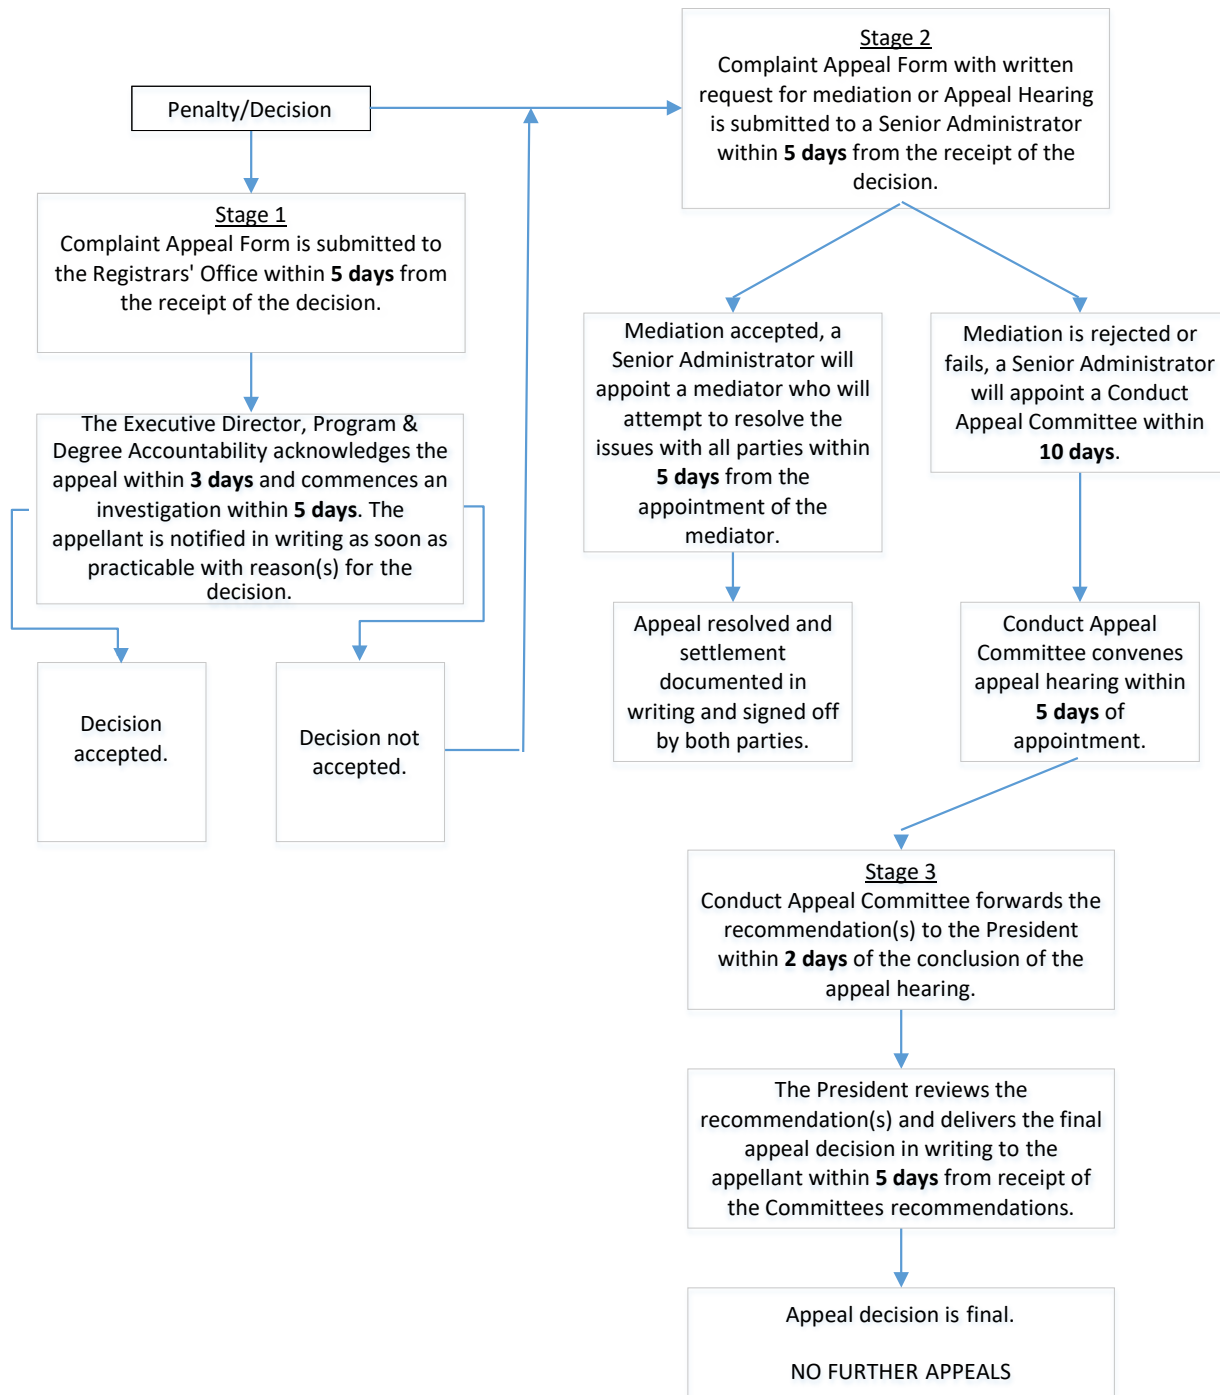 Penalty/Decision
Stage 1
Complaint Appeal Form is submitted to
the Registrars' Office within 5 days from
the receipt of the decision.
The Executive Director, Program &
Degree Accountability acknowledges the
appeal within 3 days and commences an
investigation within 5 days. The
appellant is notified in writing as soon as
practicable with reason(s) for the
decision.
Decision
accepted.
Decision not
accepted.
Stage 2
Complaint Appeal Form with written
request for mediation or Appeal Hearing
is submitted to a Senior Administrator
within 5 days from the receipt of the
decision.
Mediation accepted, a
Senior Administrator will
appoint a mediator who will
attempt to resolve the
issues with all parties within
5 days from the
appointment of the
mediator.
Appeal resolved and
settlement
documented in
writing and signed off
by both parties.
Mediation is rejected or
fails, a Senior Administrator
will appoint a Conduct
Appeal Committee within
10 days.
Conduct Appeal
Committee convenes
appeal hearing within
5 days of
appointment.
Stage 3
Conduct Appeal Committee forwards the
recommendation(s) to the President
within 2 days of the conclusion of the
appeal hearing.
The President reviews the
recommendation(s) and delivers the final
appeal decision in writing to the
appellant within 5 days from receipt of
the Committees recommendations.
Appeal decision is final.
NO FURTHER APPEALS